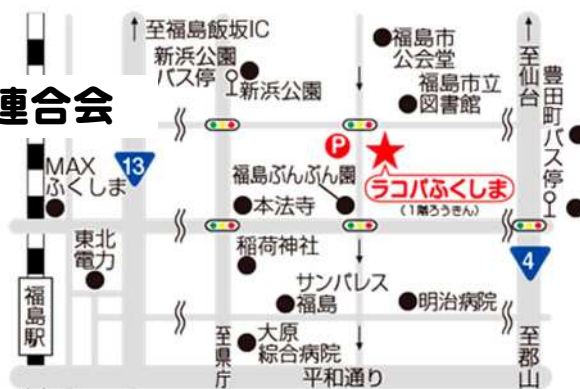 至福島飯坂IC
新浜公園
バス停
新浜公園
福島市
公会堂
福島市立
図書館
至仙台
豊田町バス停
連合会
P
MAX
ふくしま
13
福島ぶんぶん園
ラコパふくしま
(1階ろうきん)
本法寺
東北
電力
稲荷神社
4
サンパレス
福島
明治病院
福島駅
大原
綜合病院
至県庁
平和通り
至郡山